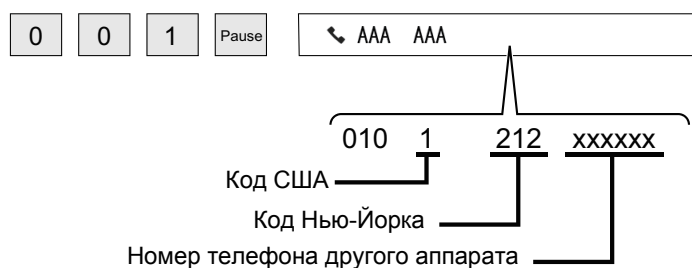 0 0 1 Pause AAA AAA
010 1 212 xxxxxx
Код США
Код Нью-Йорка
Номер телефона другого аппарата